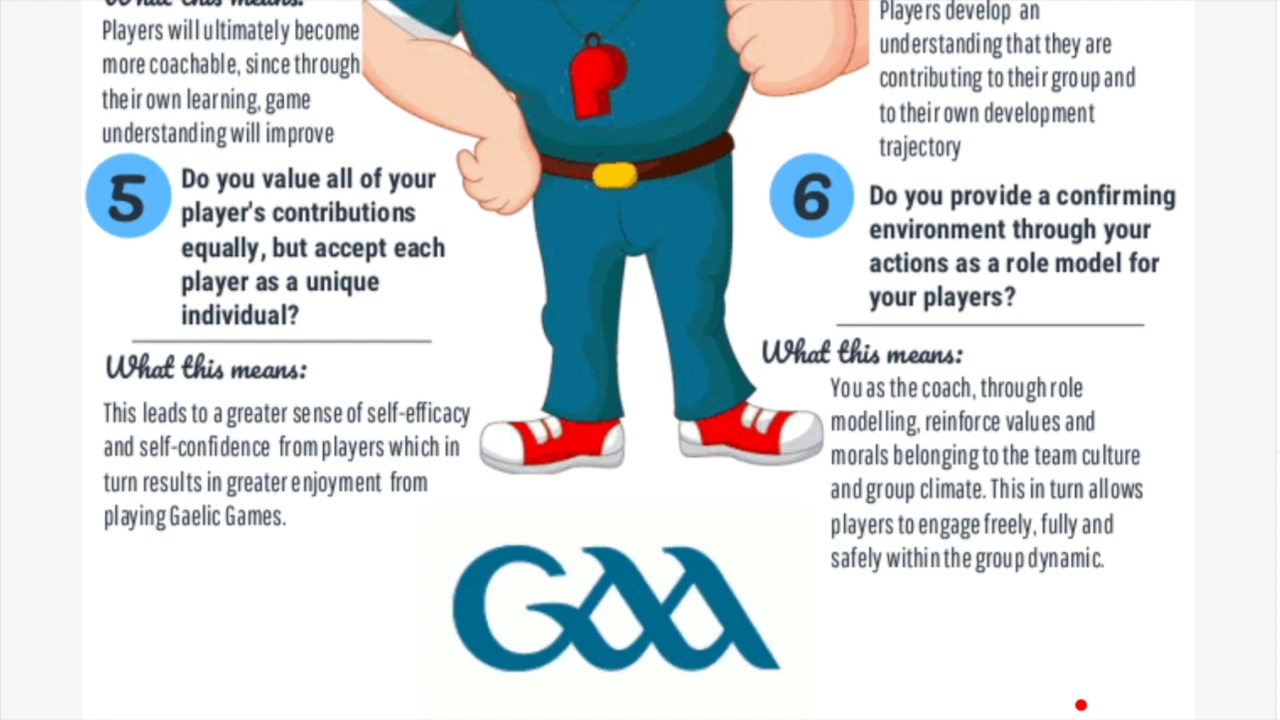 What this means:
Players will ultimately become
more coachable, since through
their own learning, game
understanding will improve
5
Do you value all of your
player's contributions
equally, but accept each
player as a unique
individual?
What this means:
This leads to a greater sense of self-efficacy
and self-confidence from players which in
turn results in greater enjoyment from
playing Gaelic Games.
Players develop an
understanding that they are
contributing to their group and
to their own development
trajectory
6
Do you provide a confirming
environment through your
actions as a role model for
your players?
What this means:
You as the coach, through role
modelling, reinforce values and
morals belonging to the team culture
and group climate. This in turn allows
players to engage freely, fully and
safely within the group dynamic.
GAA